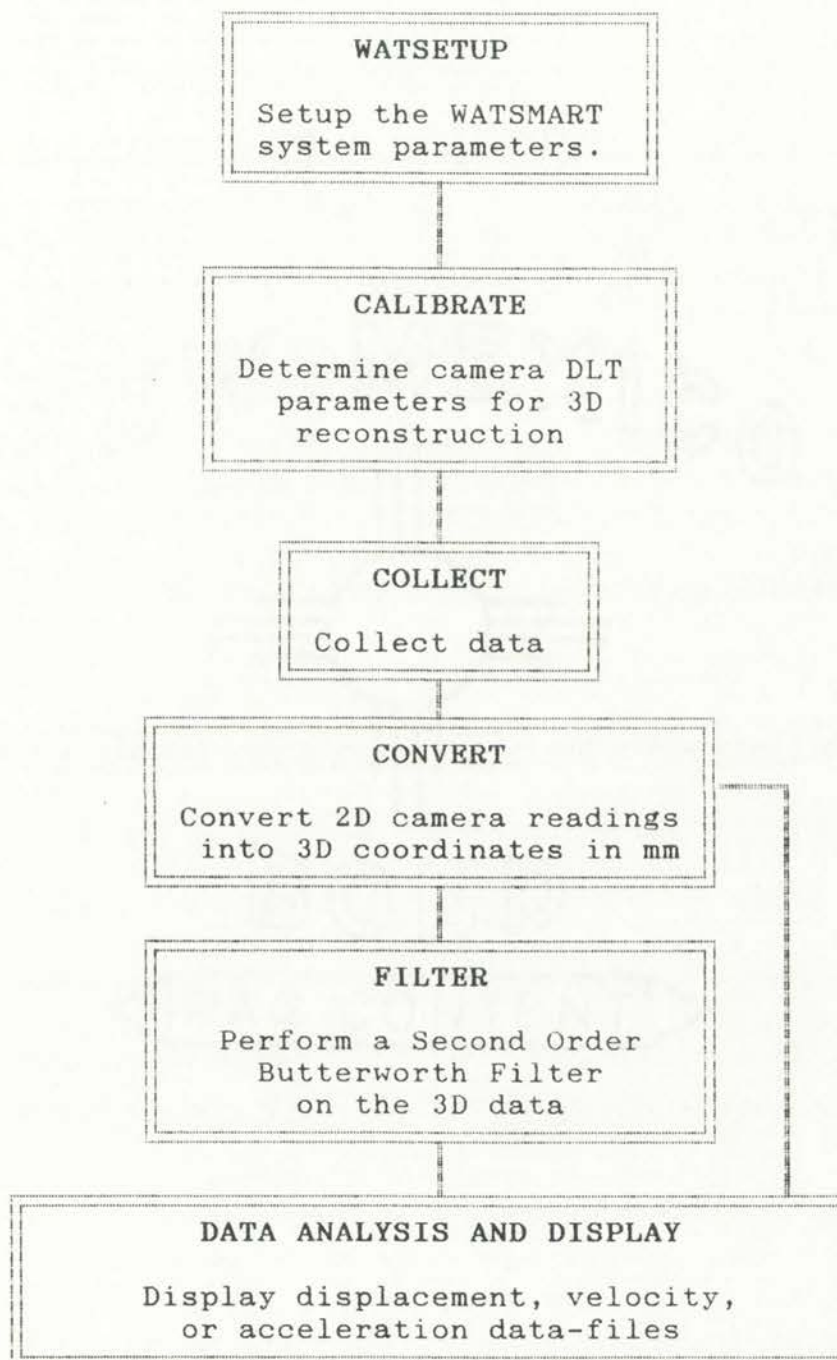 WATSETUP
Setup the WATSMART
system parameters.
CALIBRATE
Determine camera DLT
parameters for 3D
reconstruction
COLLECT
Collect data
CONVERT
Convert 2D camera readings
into 3D coordinates in mm
FILTER
Perform a Second Order
Butterworth Filter
on the 3D data
DATA ANALYSIS AND DISPLAY
Display displacement, velocity,
or acceleration data-files